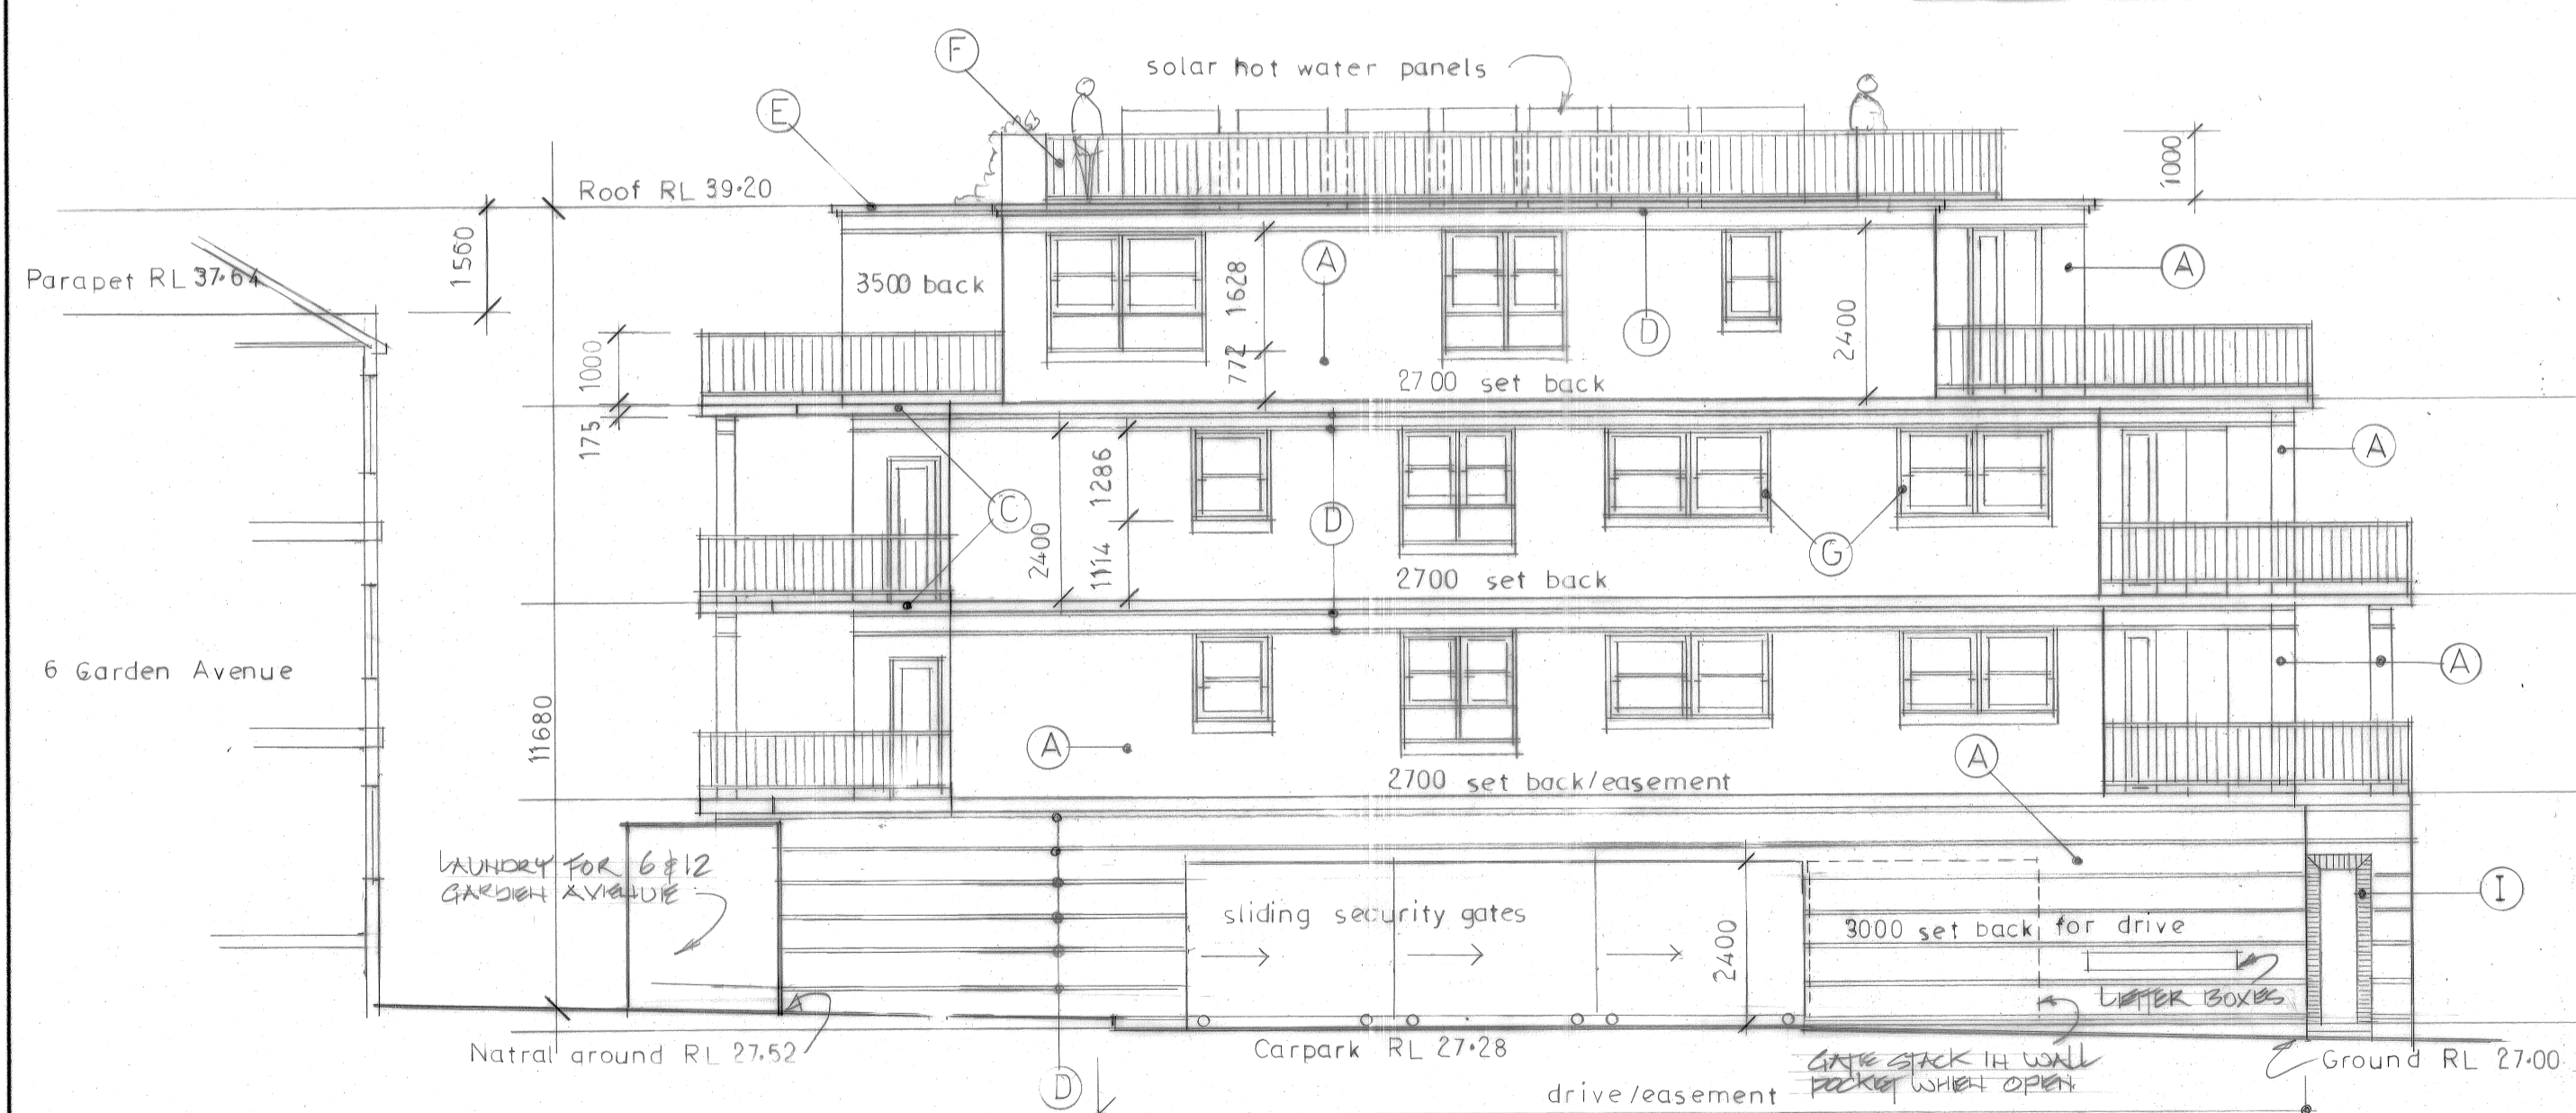 F
solar hot water panels
E
1000
Roof RL 39.20
1560
Parapet RL 37.64
3500 back
1628
A
A
D
2400
772
1000
2700 set back
175
A
1286
C
D
2400
G
1114
2700 set back
6 Garden Avenue
A
11680
A
A
2700 set back/easement
LAUNDRY FOR 6 & 12
GARDEN AVENUE
I
sliding security gates
2400
3000 set back for drive
LETTER BOXES
Natral ground RL 27.52
Carpark RL 27.28
GATE STACK IN WALL
POCKET WHEN OPEN.
Ground RL 27.00
D
drive/easement